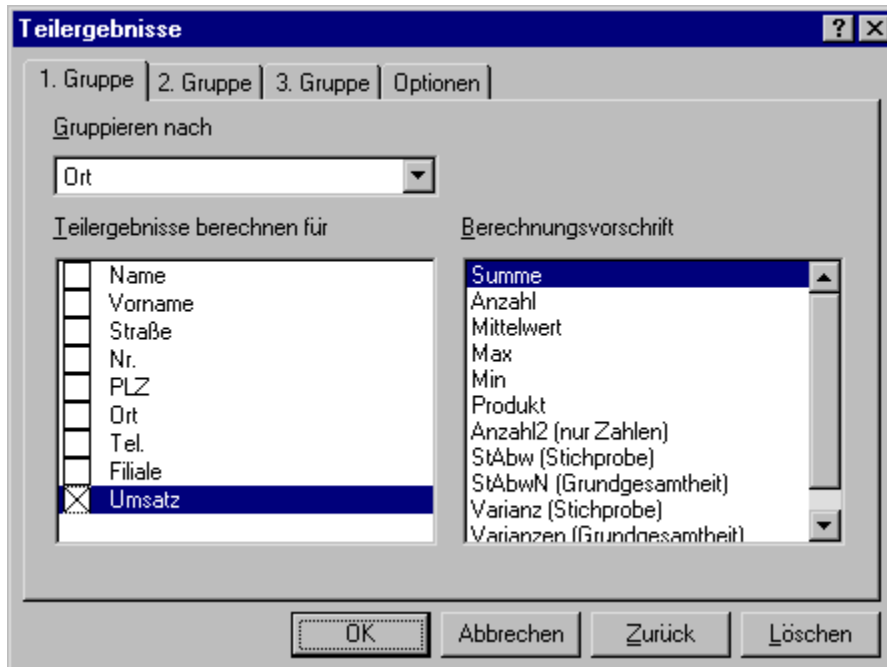 Teilergebnisse
1. Gruppe 2. Gruppe 3. Gruppe Optionen
Gruppieren nach
Ort
Teilergebnisse berechnen für
Name
Vorname
Straße
Nr.
PLZ
Ort
Tel.
Filiale
Umsatz
Berechnungsvorschrift
Summe
Anzahl
Mittelwert
Max
Min
Produkt
Anzahl2 (nur Zahlen)
StAbw (Stichprobe)
StAbwN (Grundgesamtheit)
Varianz (Stichprobe)
Varianzen (Grundgesamtheit)
OK Abbrechen Zurück Löschen